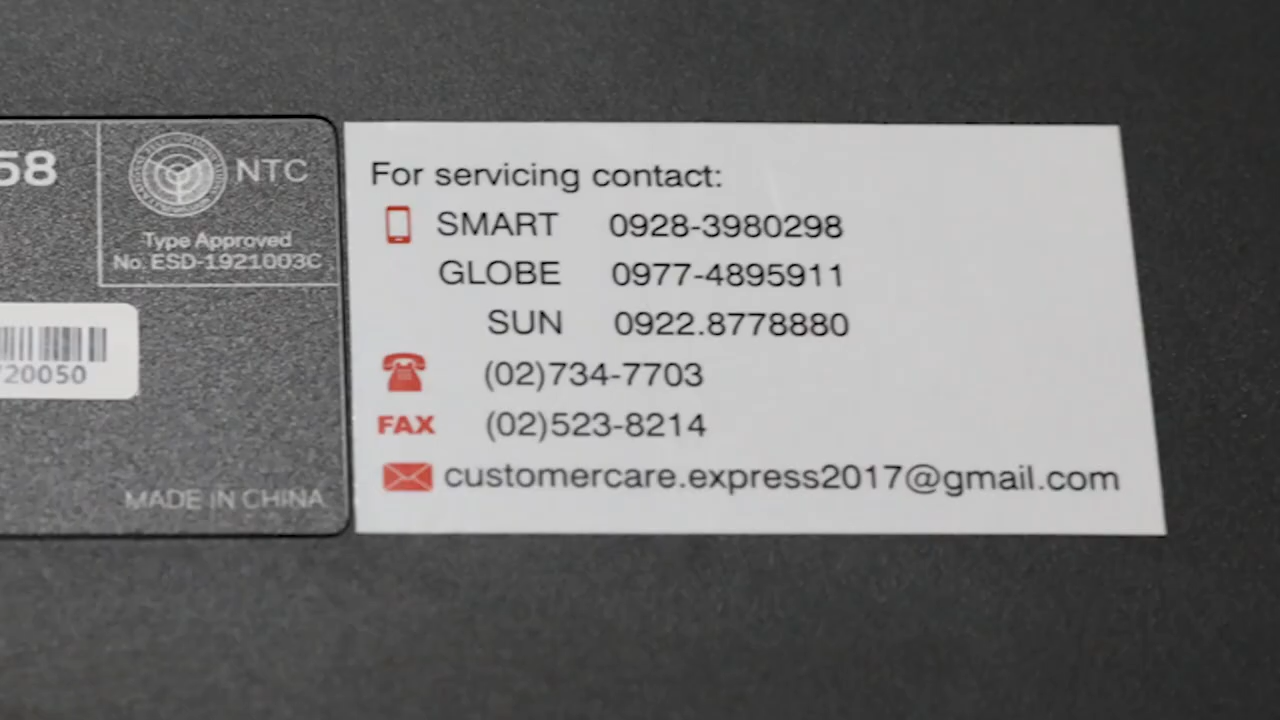 58
NTC
Type Approved
No. ESD-1921003C
20050
MADE IN CHINA
For servicing contact:
SMART 0928-3980298
GLOBE 0977-4895911
SUN 0922.8778880
(02)734-7703
FAX (02)523-8214
customercare.express2017@gmail.com